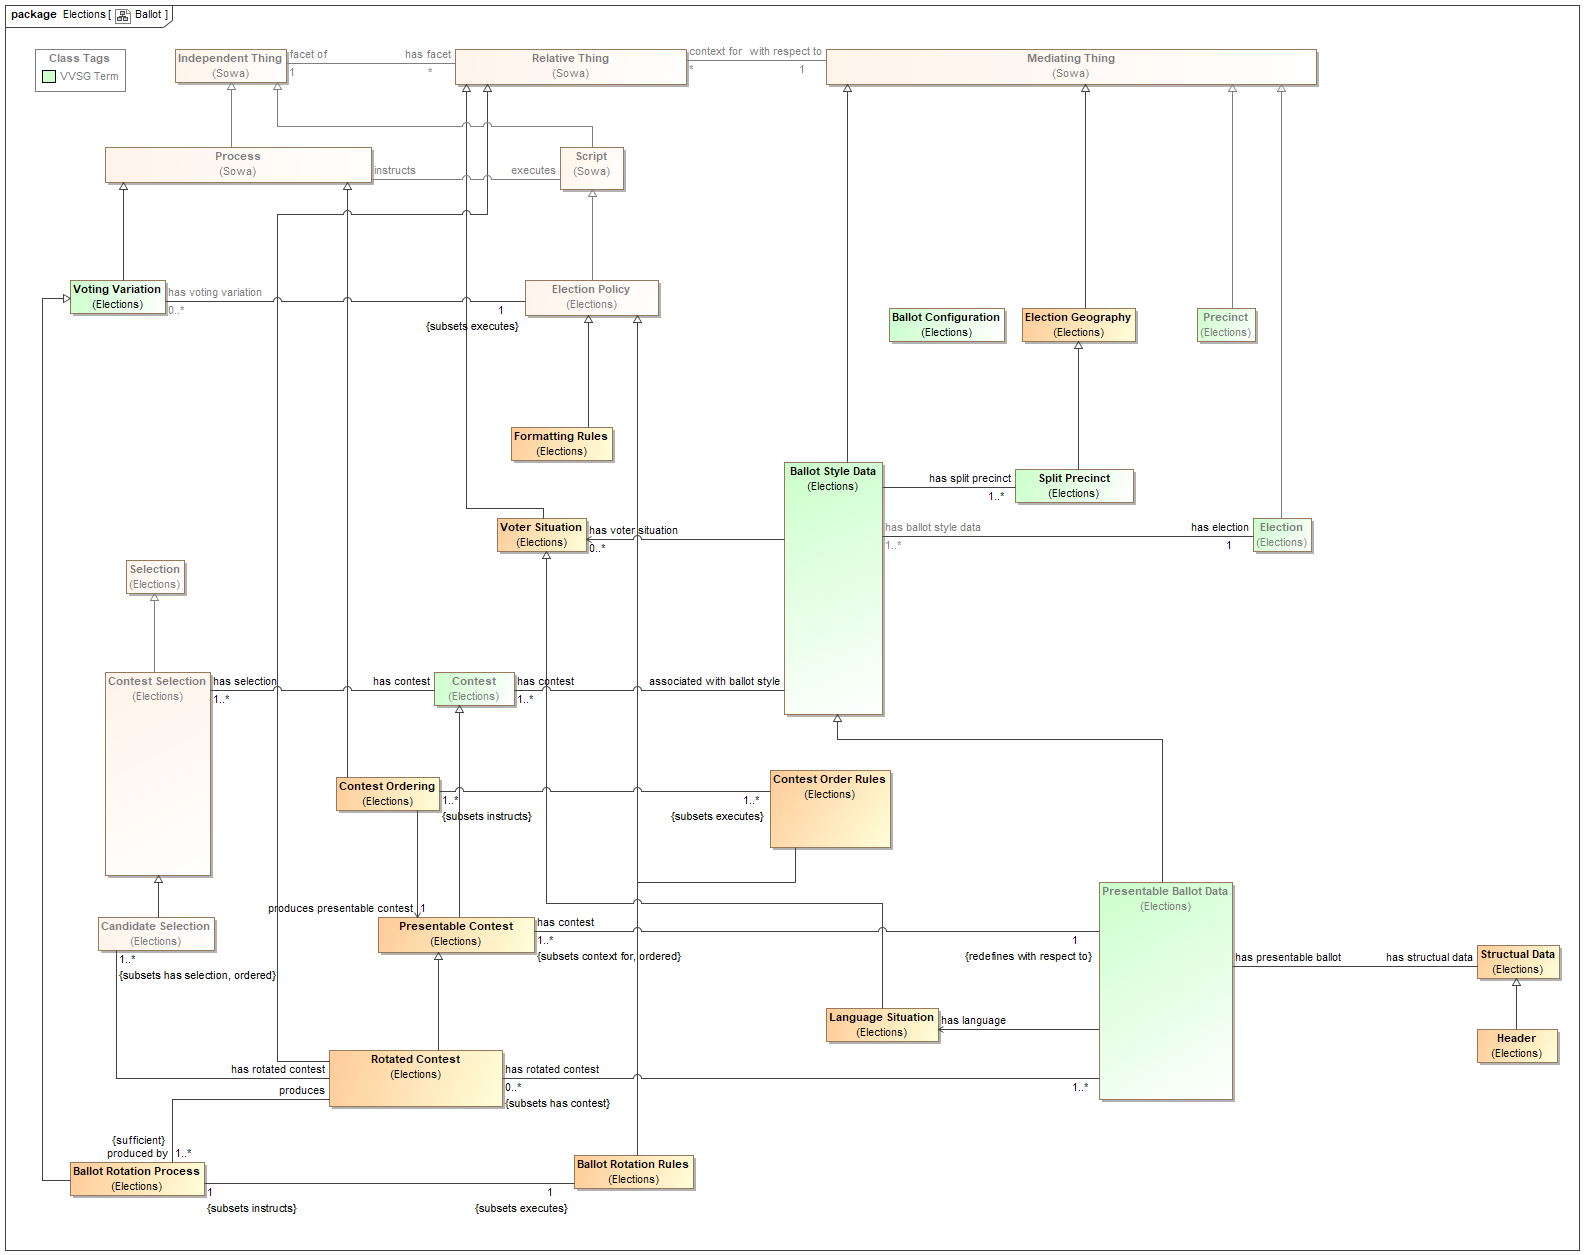 package Elections [ Ballot ]
Class Tags
VVSG Term
Independent Thing
(Sowa)
facet of
1
has facet
*
Relative Thing
(Sowa)
context for
*
with respect to
1
Mediating Thing
(Sowa)
Process
(Sowa)
instructs
executes
Script
(Sowa)
Voting Variation
(Elections)
has voting variation
0..*
1
{subsets executes}
Election Policy
(Elections)
Ballot Configuration
(Elections)
Election Geography
(Elections)
Precinct
(Elections)
Formatting Rules
(Elections)
Ballot Style Data
(Elections)
has split precinct
1..*
Split Precinct
(Elections)
Voter Situation
(Elections)
has voter situation
0..*
has ballot style data
1..*
has election
1
Election
(Elections)
Selection
(Elections)
Contest Selection
(Elections)
has selection
1..*
has contest
Contest
(Elections)
has contest
1..*
associated with ballot style
Contest Ordering
(Elections)
1..*
{subsets instructs}
1..*
{subsets executes}
Contest Order Rules
(Elections)
produces presentable contest
1
Candidate Selection
(Elections)
1..*
{subsets has selection, ordered}
Presentable Contest
(Elections)
has contest
1..*
{subsets context for, ordered}
1
{redefines with respect to}
Presentable Ballot Data
(Elections)
has presentable ballot
has structual data
Structual Data
(Elections)
Language Situation
(Elections)
has language
Header
(Elections)
Rotated Contest
(Elections)
has rotated contest
produces
has rotated contest
0..*
{subsets has contest}
1..*
{sufficient}
produced by
1..*
Ballot Rotation Process
(Elections)
1
{subsets instructs}
1
{subsets executes}
Ballot Rotation Rules
(Elections)